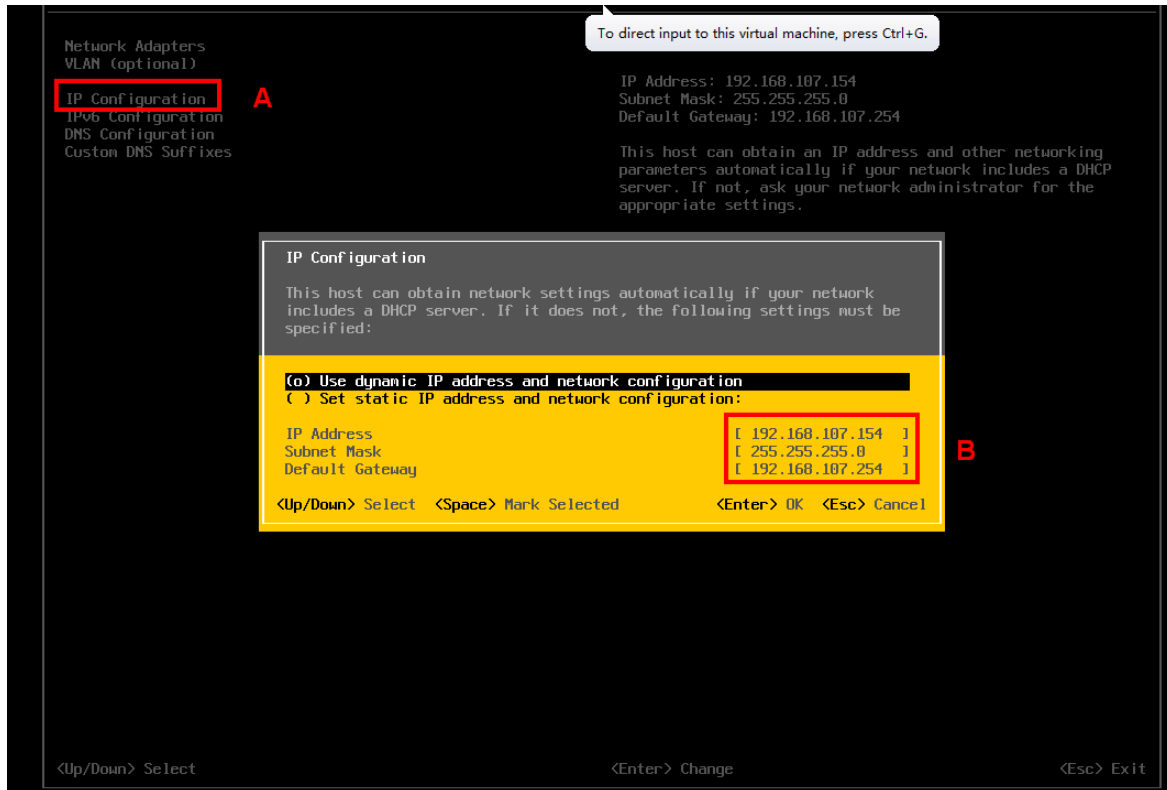 To direct input to this virtual machine, press Ctrl+G.
Network Adapters
VLAN (optional)
IP Configuration
A
IPv6 Configuration
DNS Configuration
Custom DNS Suffixes
IP Address: 192.168.107.154
Subnet Mask: 255.255.255.0
Default Gateway: 192.168.107.254
This host can obtain an IP address and other networking
parameters automatically if your network includes a DHCP
server. If not, ask your network administrator for the
appropriate settings.
IP Configuration
This host can obtain network settings automatically if your network
includes a DHCP server. If it does not, the following settings must be
specified:
(o) Use dynamic IP address and network configuration
( ) Set static IP address and network configuration:
IP Address [ 192.168.107.154 ]
Subnet Mask [ 255.255.255.0 ]
B
Default Gateway [ 192.168.107.254 ]
<Up/Down> Select <Space> Mark Selected <Enter> OK <Esc> Cancel
<Up/Down> Select <Enter> Change <Esc> Exit